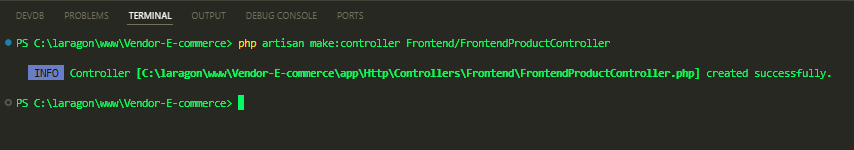 DEVDB PROBLEMS TERMINAL OUTPUT DEBUG CONSOLE PORTS
PS C:\laragon\www\Vendor-E-commerce> php artisan make:controller Frontend/FrontendProductController
INFO Controller [C:\laragon\www\Vendor-E-commerce\app\Http\Controllers\Frontend\FrontendProductController.php] created successfully.
PS C:\laragon\www\Vendor-E-commerce>